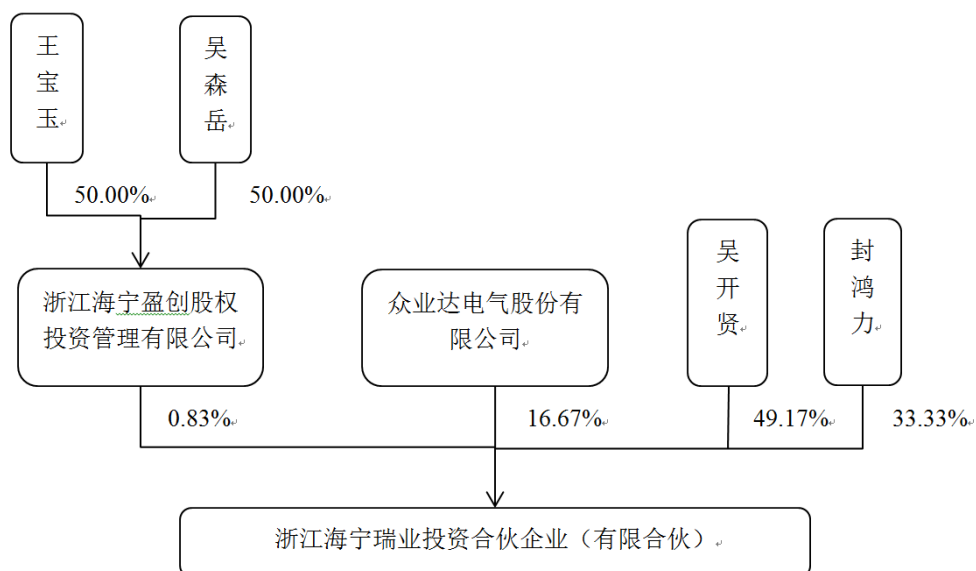 王宝玉
吴森岳
50.00%
50.00%
浙江海宁盈创股权
投资管理有限公司
众业达电气股份有
限公司
吴开贤
封鸿力
0.83%
16.67%
49.17%
33.33%
浙江海宁瑞业投资合伙企业（有限合伙）